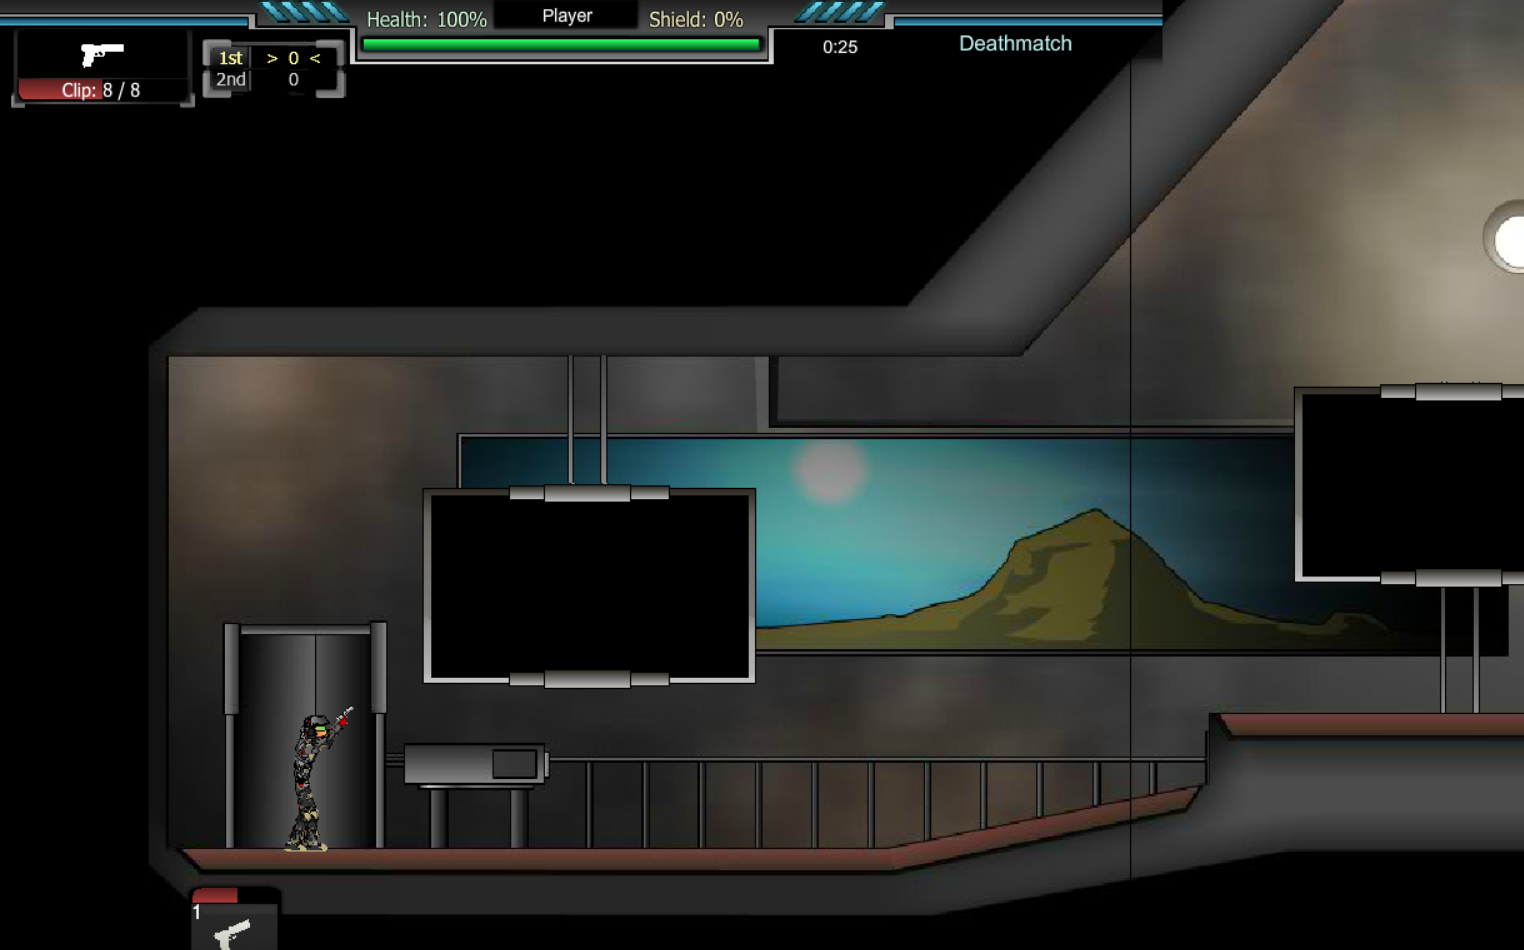 Health: 100%
Player
Shield: 0%
0:25
Deathmatch
Clip: 8 / 8
1st > 0 <
2nd 0
1